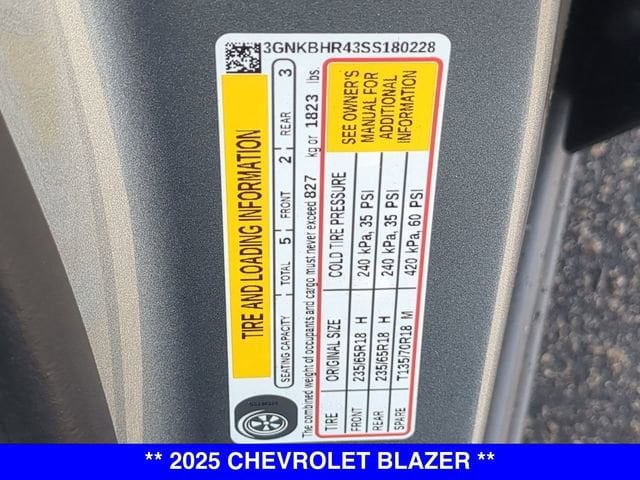 3GNKBHR43SS180228
TIRE AND LOADING INFORMATION
SEATING CAPACITY TOTAL 5 FRONT 2 REAR 3
The combined weight of occupants and cargo must never exceed 827 kg or 1823 lbs.
TIRE ORIGINAL SIZE COLD TIRE PRESSURE
FRONT 235/65R18 H 240 kPa, 35 PSI
REAR 235/65R18 H 240 kPa, 35 PSI
SPARE T135/70R18 M 420 kPa, 60 PSI
SEE OWNER'S
MANUAL FOR
ADDITIONAL
INFORMATION
** 2025 CHEVROLET BLAZER **